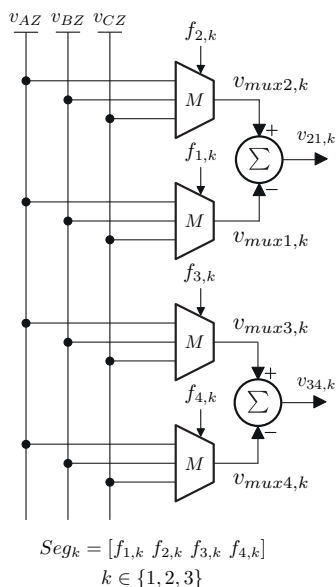 v_{AZ} v_{BZ} v_{CZ}
f_{2,k}
M
v_{mux2,k}
+
∑
v_{21,k}
−
f_{1,k}
M
v_{mux1,k}
f_{3,k}
M
v_{mux3,k}
+
∑
v_{34,k}
−
f_{4,k}
M
v_{mux4,k}
Seg_k = [f_{1,k} f_{2,k} f_{3,k} f_{4,k}]
k ∈ {1, 2, 3}